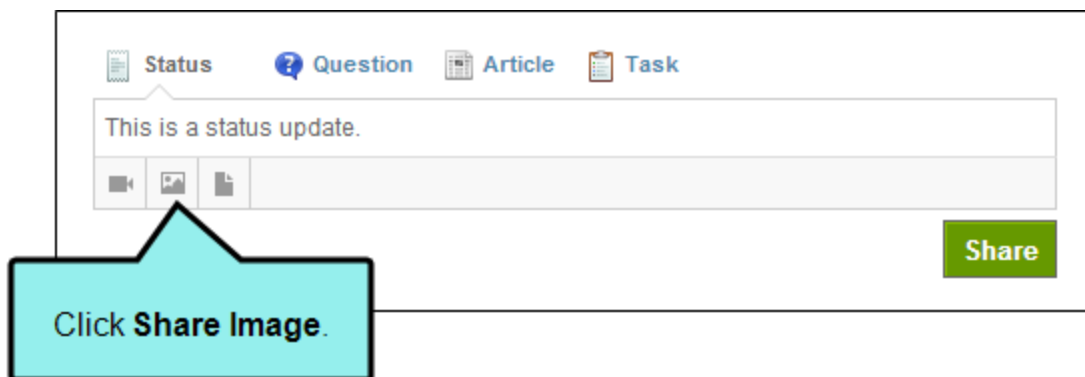 Status Question Article Task
This is a status update.
Share
Click Share Image.